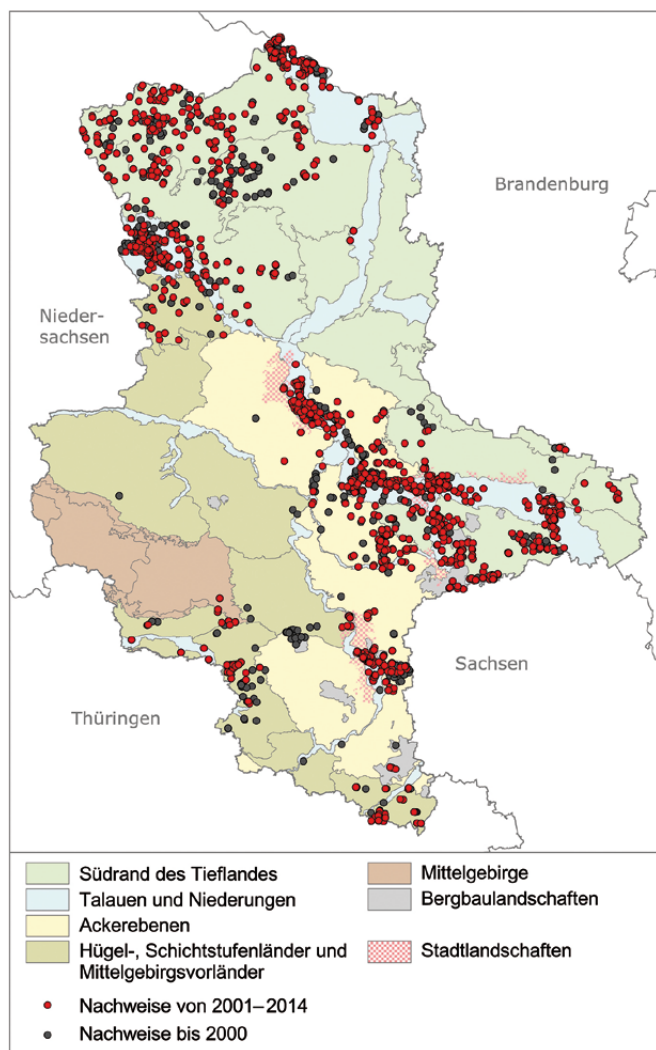 Brandenburg
Nieder-
sachsen
Sachsen
Thüringen
Südrand des Tieflandes
Talauen und Niederungen
Ackerebenen
Hügel-, Schichtstufenländer und
Mittelgebirgsvorländer
Mittelgebirge
Bergbaulandschaften
Stadtlandschaften
Nachweise von 2001–2014
Nachweise bis 2000